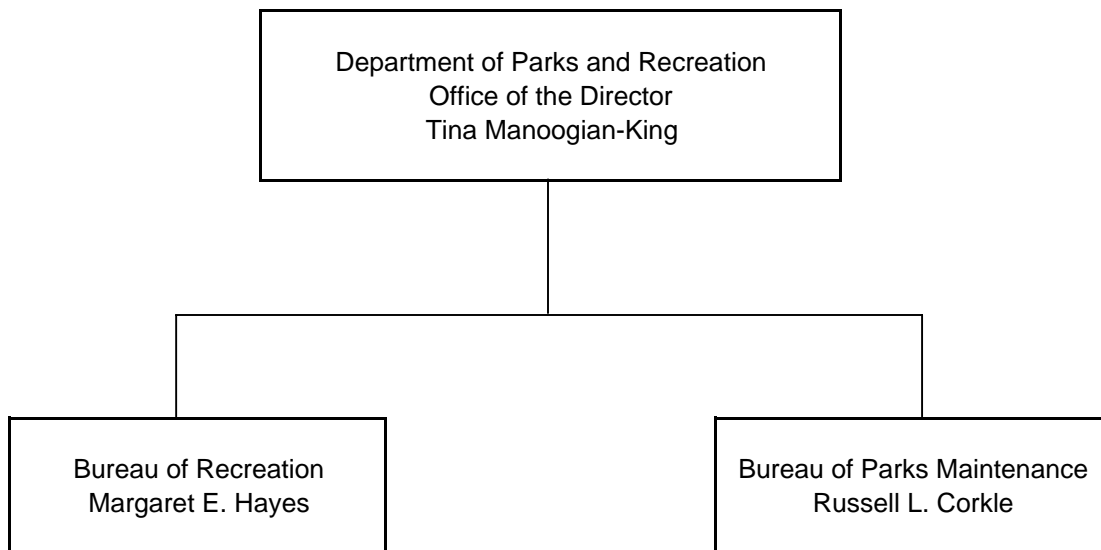 Department of Parks and Recreation
Office of the Director
Tina Manoogian-King
Bureau of Recreation
Margaret E. Hayes
Bureau of Parks Maintenance
Russell L. Corkle